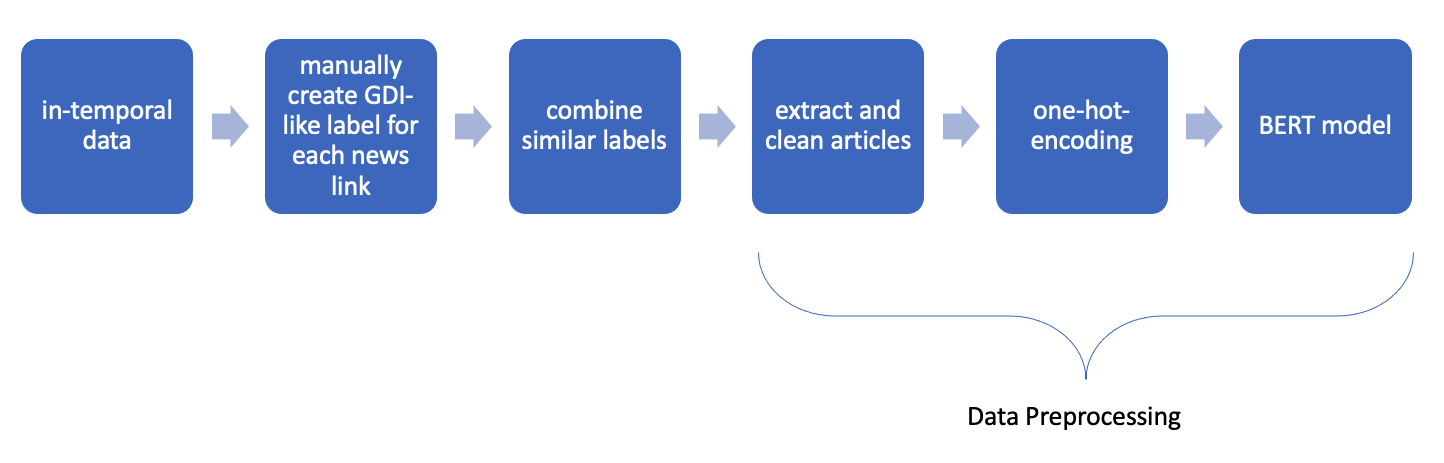 in-temporal
data
manually
create GDI-
like label for
each news
link
combine
similar labels
extract and
clean articles
one-hot-
encoding
BERT model
Data Preprocessing